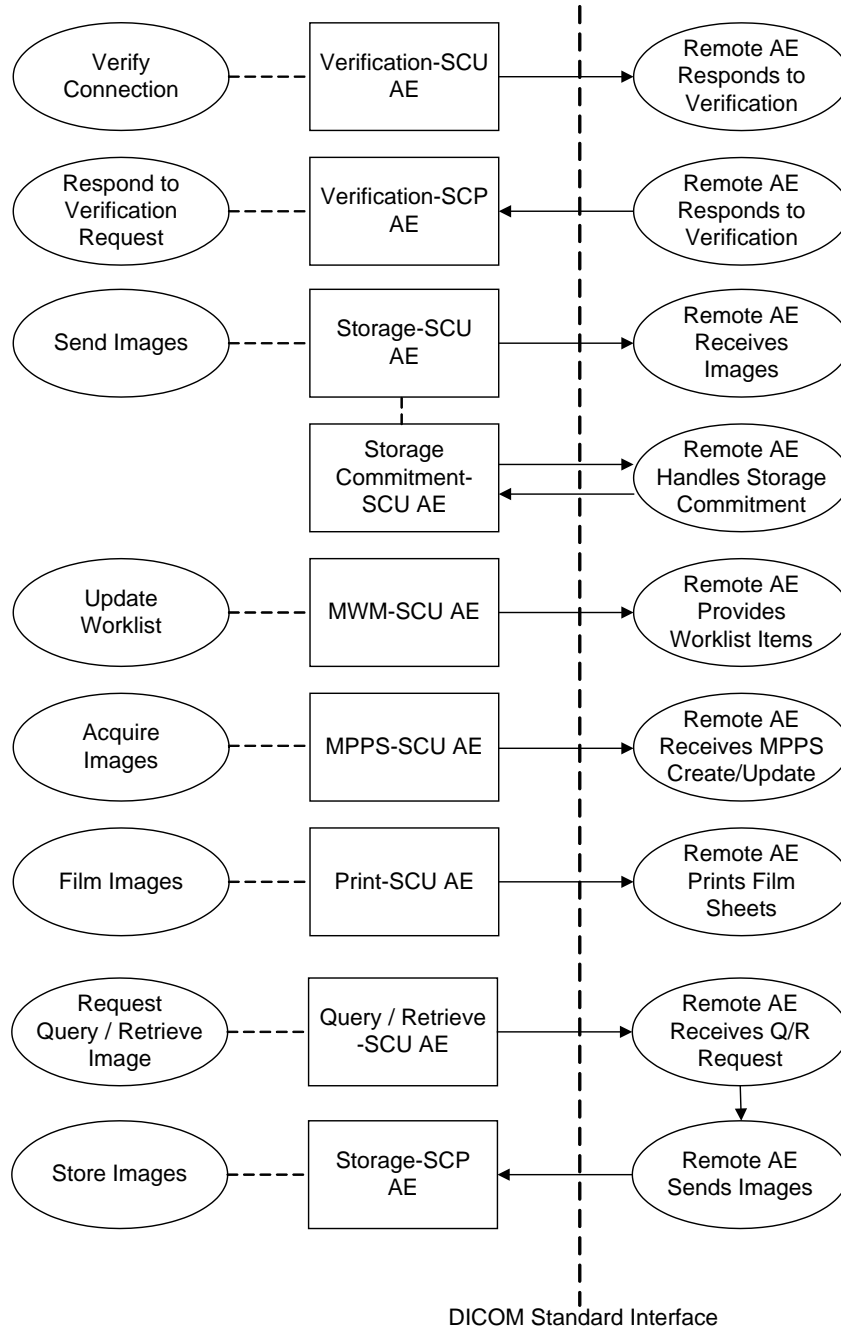 Verify
Connection
Verification-SCU
AE
Remote AE
Responds to
Verification
Respond to
Verification
Request
Verification-SCP
AE
Remote AE
Responds to
Verification
Send Images
Storage-SCU
AE
Remote AE
Receives
Images
Storage
Commitment-
SCU AE
Remote AE
Handles Storage
Commitment
Update
Worklist
MWM-SCU AE
Remote AE
Provides
Worklist Items
Acquire
Images
MPPS-SCU AE
Remote AE
Receives MPPS
Create/Update
Film Images
Print-SCU AE
Remote AE
Prints Film
Sheets
Request
Query / Retrieve
Image
Query / Retrieve
-SCU AE
Remote AE
Receives Q/R
Request
Store Images
Storage-SCP
AE
Remote AE
Sends Images
DICOM Standard Interface